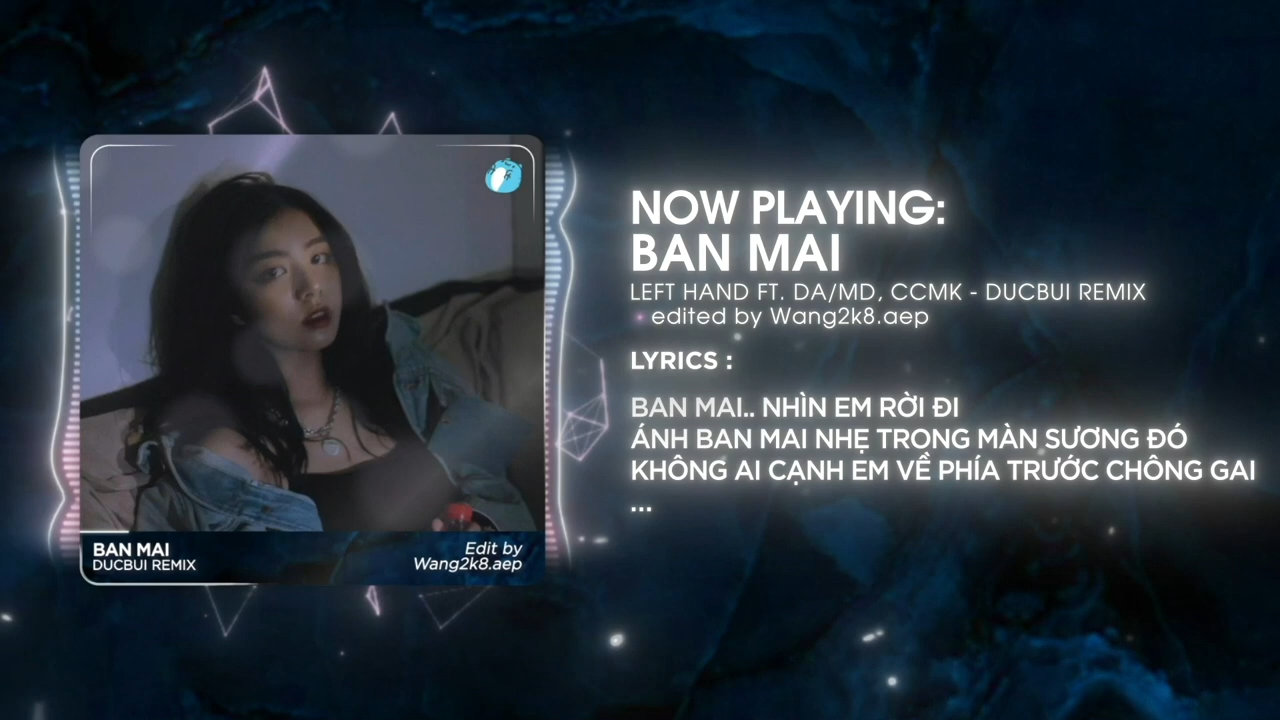 NOW PLAYING:
BAN MAI
LEFT HAND FT. DA/MD, CCMK - DUCBUI REMIX
edited by Wang2k8.aep
LYRICS :
BAN MAI.. NHÌN EM RỜI ĐI
ÁNH BAN MAI NHẸ TRONG MÀN SƯƠNG ĐÓ
KHÔNG AI CẠNH EM VỀ PHÍA TRƯỚC CHÔNG GAI
...
BAN MAI
DUCBUI REMIX
Edit by
Wang2k8.aep